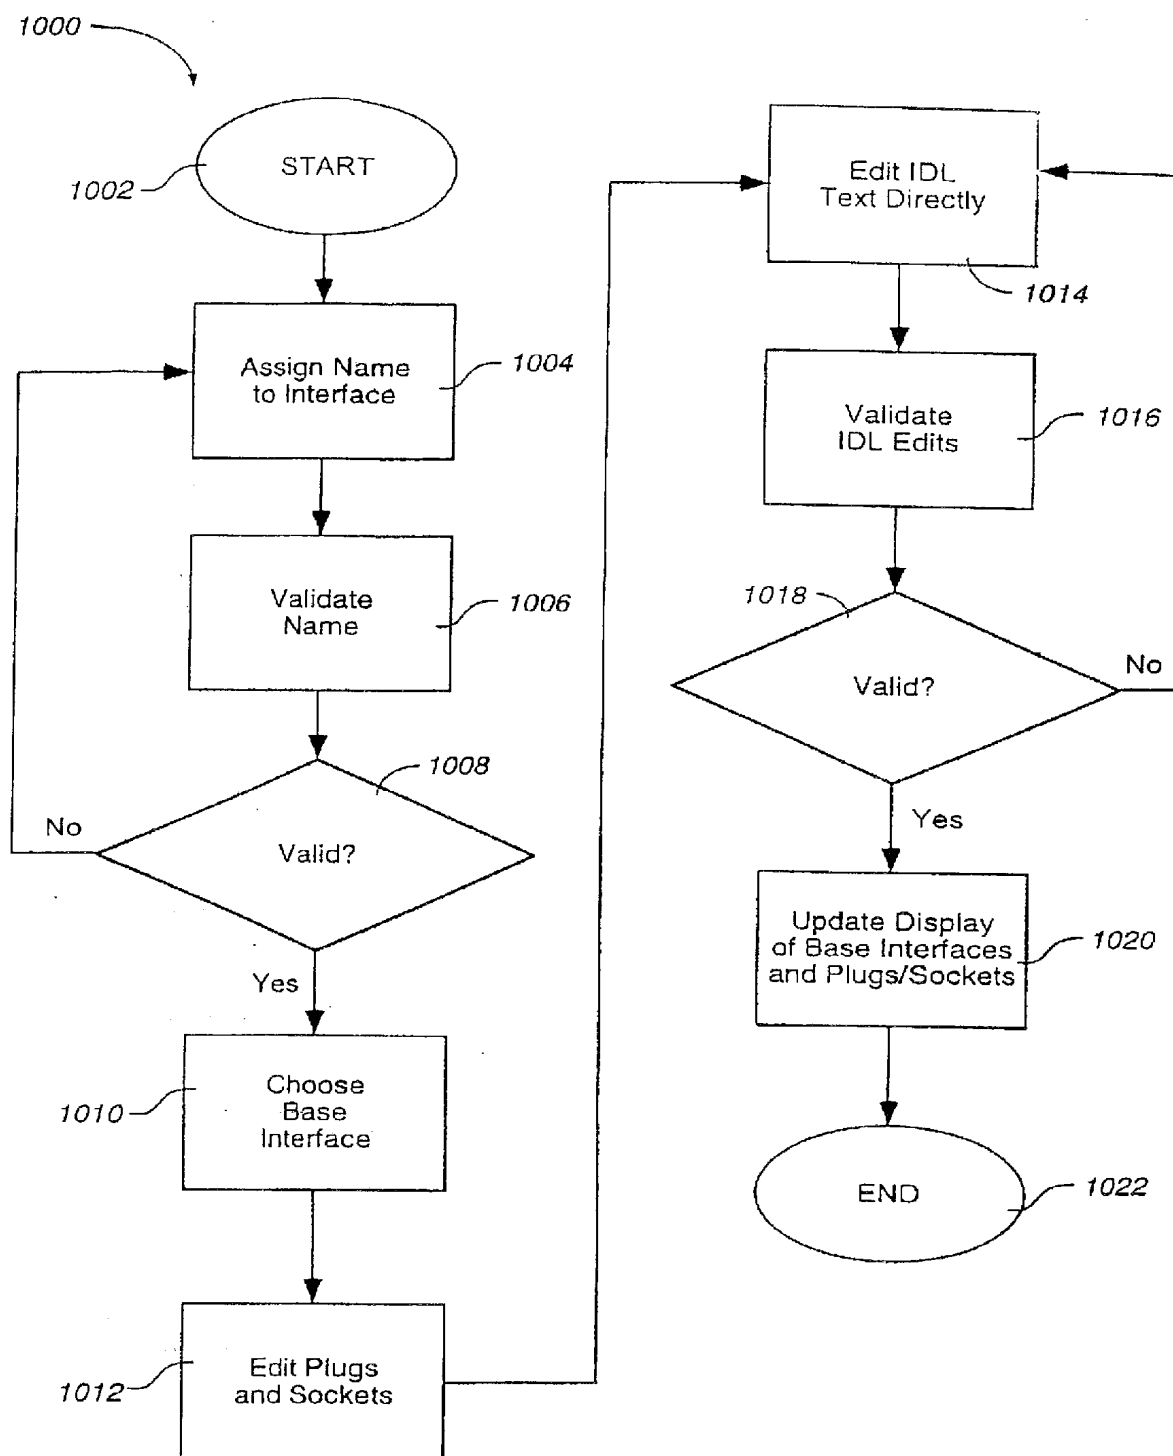 1000
START
1002
Assign Name
to Interface
1004
Validate
Name
1006
1008
Valid?
No
Yes
Choose
Base
Interface
1010
Edit Plugs
and Sockets
1012
Edit IDL
Text Directly
1014
Validate
IDL Edits
1016
1018
Valid?
No
Yes
Update Display
of Base Interfaces
and Plugs/Sockets
1020
END
1022